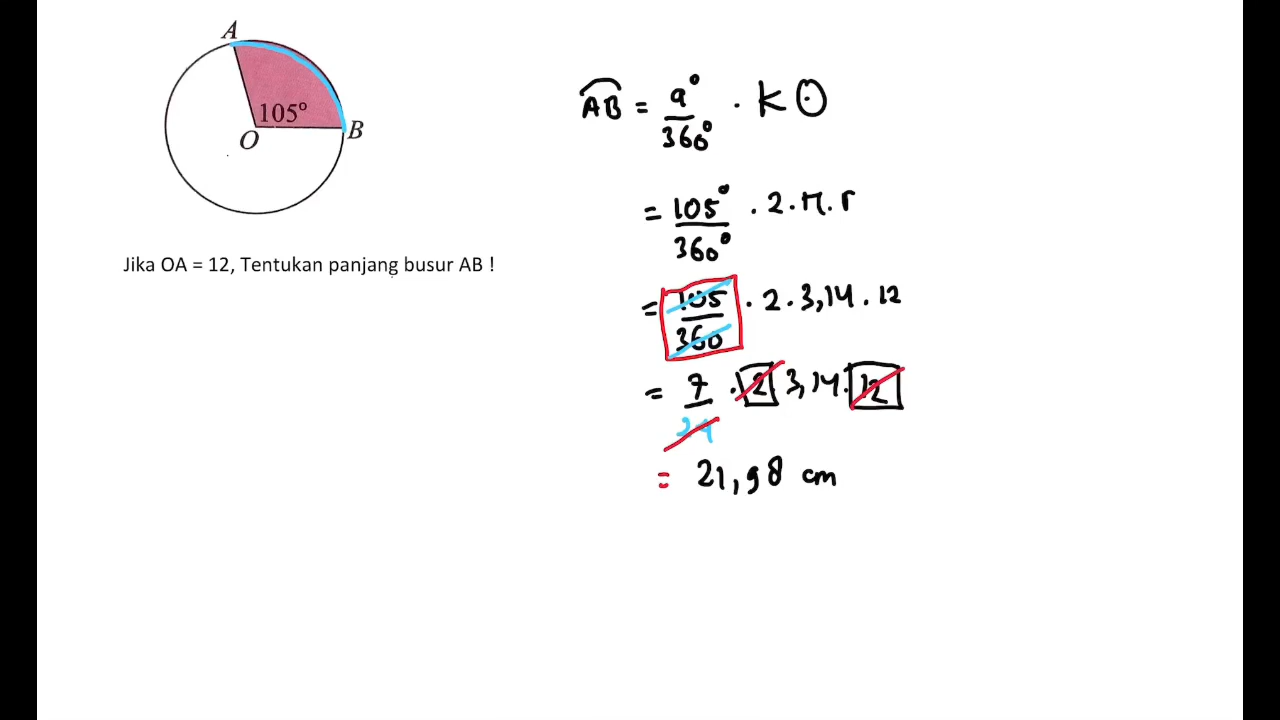 A
105°
O
B
Jika OA = 12, Tentukan panjang busur AB !
AB = a°/360° . K ⊙
= 105°/360° . 2 . π . r
= 105/360 . 2 . 3,14 . 12
= 7/24 . 2 3,14 . 12
= 21,98 cm